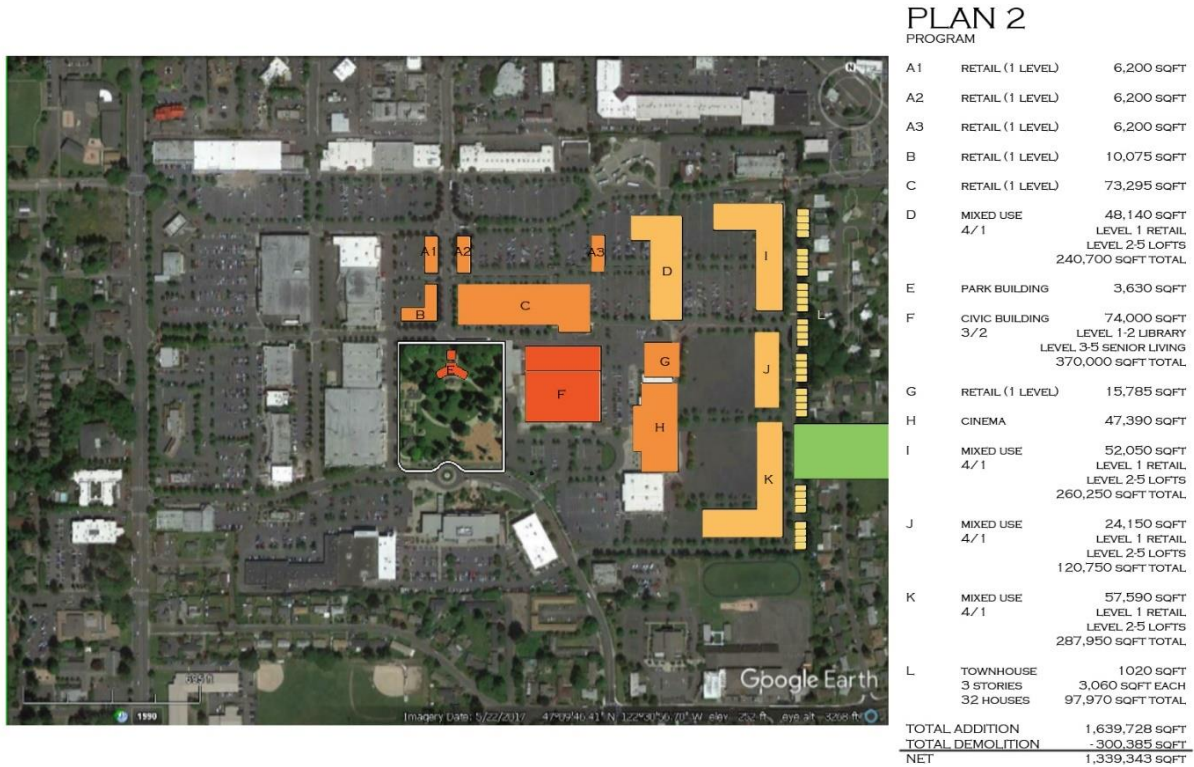 PLAN 2
PROGRAM
A1 RETAIL (1 LEVEL) 6,200 SQFT
A2 RETAIL (1 LEVEL) 6,200 SQFT
A3 RETAIL (1 LEVEL) 6,200 SQFT
B RETAIL (1 LEVEL) 10,075 SQFT
C RETAIL (1 LEVEL) 73,295 SQFT
D MIXED USE 48,140 SQFT
4/1 LEVEL 1 RETAIL
LEVEL 2-5 LOFTS
240,700 SQFT TOTAL
E PARK BUILDING 3,630 SQFT
F CIVIC BUILDING 74,000 SQFT
3/2 LEVEL 1-2 LIBRARY
LEVEL 3-5 SENIOR LIVING
370,000 SQFT TOTAL
G RETAIL (1 LEVEL) 15,785 SQFT
H CINEMA 47,390 SQFT
I MIXED USE 52,050 SQFT
4/1 LEVEL 1 RETAIL
LEVEL 2-5 LOFTS
260,250 SQFT TOTAL
J MIXED USE 24,150 SQFT
4/1 LEVEL 1 RETAIL
LEVEL 2-5 LOFTS
120,750 SQFT TOTAL
K MIXED USE 57,590 SQFT
4/1 LEVEL 1 RETAIL
LEVEL 2-5 LOFTS
287,950 SQFT TOTAL
L TOWNHOUSE 1020 SQFT
3 STORIES 3,060 SQFT EACH
32 HOUSES 97,970 SQFT TOTAL
TOTAL ADDITION 1,639,728 SQFT
TOTAL DEMOLITION -300,385 SQFT
NET 1,339,343 SQFT
N
A1
A2
A3
D
I
B
C
L
E
F
G
J
H
K
Google Earth
1990
Imagery Date: 5/22/2017 elev 252 ft eye alt 3268 ft